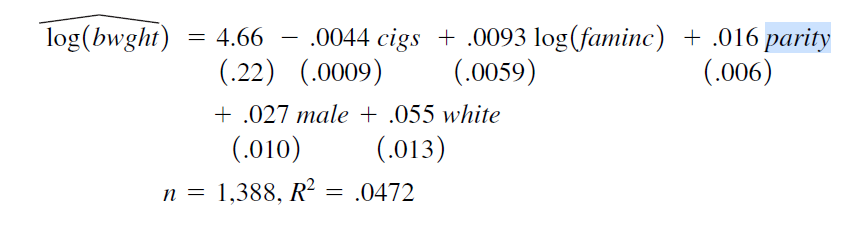 log(bwght) = 4.66 − .0044 cigs + .0093 log(faminc) + .016 parity
(.22) (.0009) (.0059) (.006)
+ .027 male + .055 white
(.010) (.013)
n = 1,388, R² = .0472